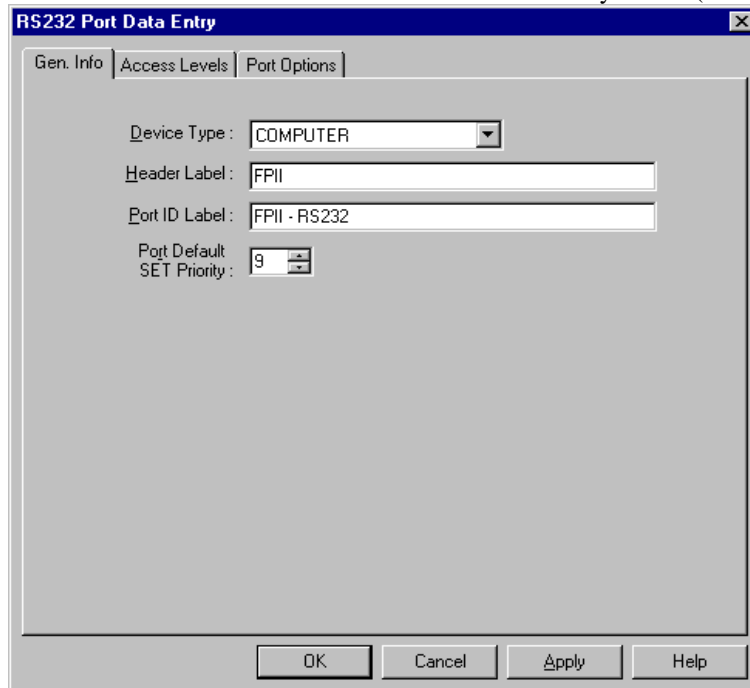 RS232 Port Data Entry
Gen. Info Access Levels Port Options
Device Type : COMPUTER
Header Label : FPII
Port ID Label : FPII - RS232
Port Default
SET Priority : 9
OK Cancel Apply Help